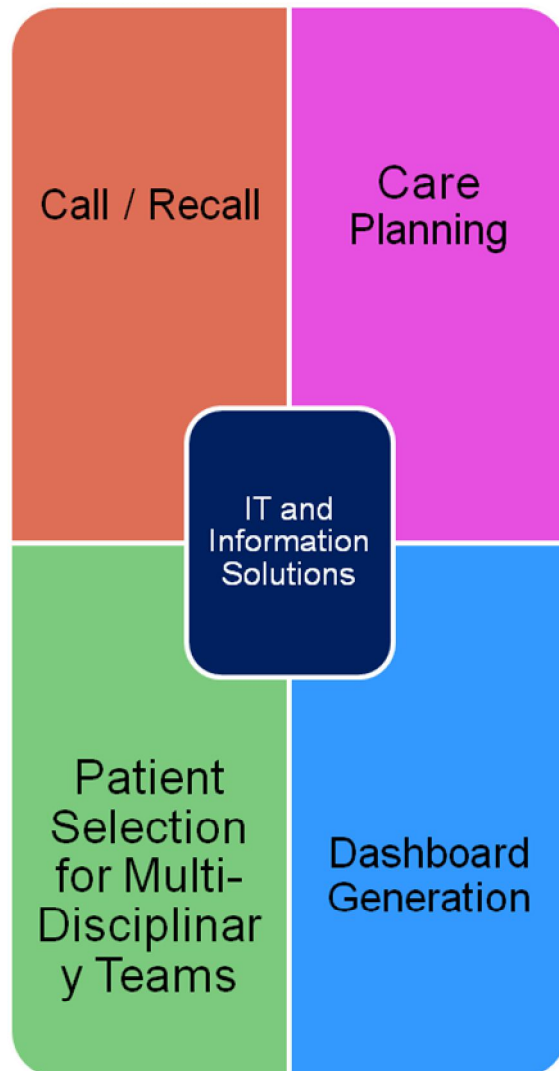 Call / Recall
Care
Planning
IT and
Information
Solutions
Patient
Selection
for Multi-
Disciplinar
y Teams
Dashboard
Generation